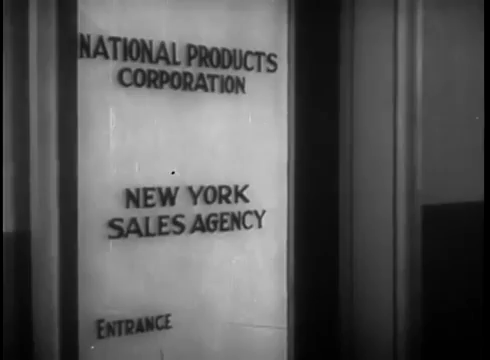 NATIONAL PRODUCTS
CORPORATION
NEW YORK
SALES AGENCY
ENTRANCE